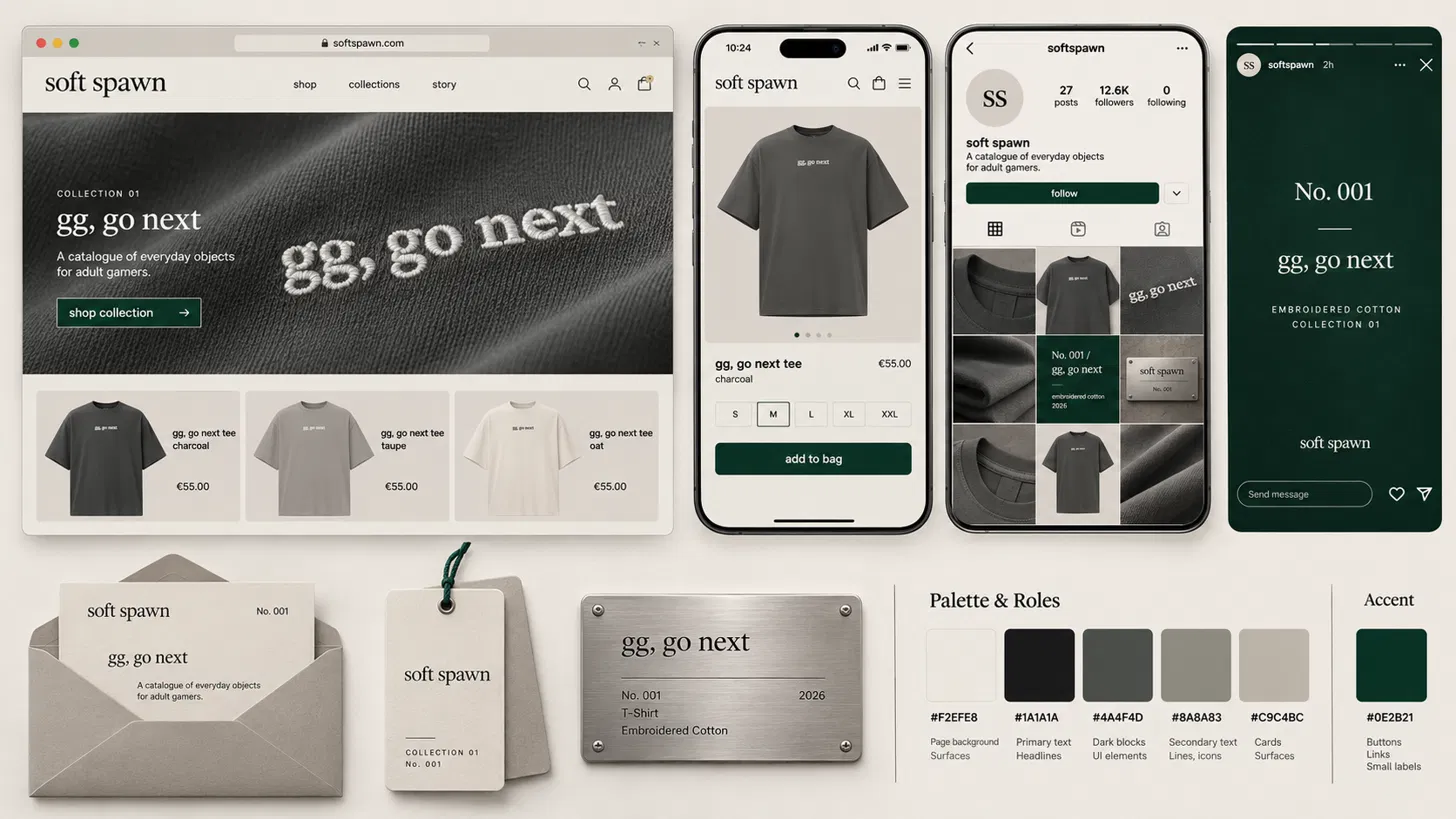 softspawn.com
soft spawn
shop
collections
story
COLLECTION 01
gg, go next
A catalogue of everyday objects
for adult gamers.
shop collection
gg, go next
gg, go next
gg, go next tee
charcoal
€55.00
gg, go next
gg, go next tee
taupe
€55.00
gg, go next
gg, go next tee
oat
€55.00
10:24
soft spawn
gg, go next
gg, go next tee
€55.00
charcoal
S
M
L
XL
XXL
add to bag
softspawn
SS
27
posts
12.6K
followers
0
following
soft spawn
A catalogue of everyday objects
for adult gamers.
follow
gg, go next
gg, go next
No. 001 /
gg, go next
embroidered cotton
2026
soft spawn
No. 001
gg, go next
SS
softspawn 2h
No. 001
gg, go next
EMBROIDERED COTTON
COLLECTION 01
soft spawn
Send message
soft spawn
No. 001
gg, go next
A catalogue of everyday objects
for adult gamers.
soft spawn
COLLECTION 01
No. 001
gg, go next
No. 001
2026
T-Shirt
Embroidered Cotton
Palette & Roles
#F2EFE8
Page background
Surfaces
#1A1A1A
Primary text
Headlines
#4A4F4D
Dark blocks
UI elements
#8A8A83
Secondary text
Lines, icons
#C9C4BC
Cards
Surfaces
Accent
#0E2B21
Buttons
Links
Small labels